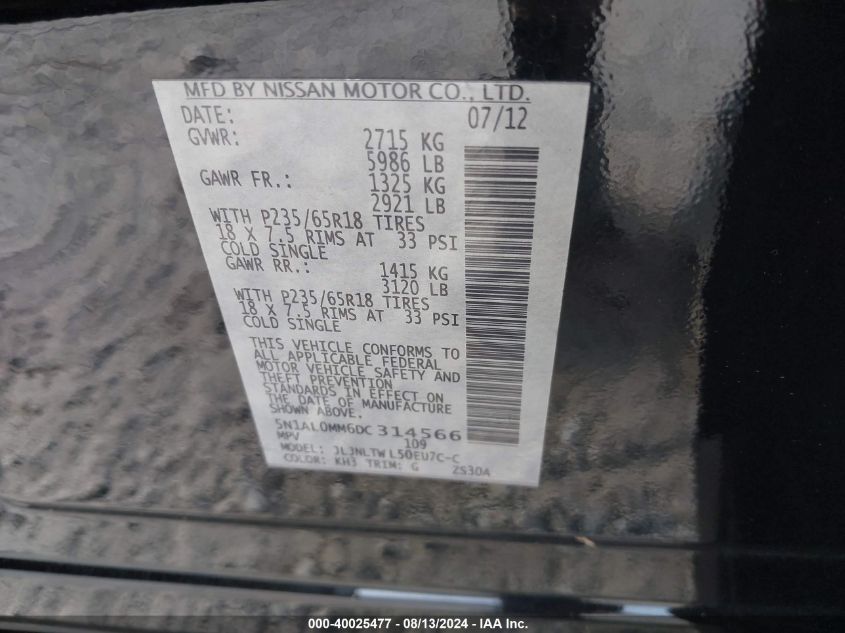 MFD BY NISSAN MOTOR CO., LTD.
DATE: 07/12
GVWR: 2715 KG
5986 LB
GAWR FR.: 1325 KG
2921 LB
WITH P235/65R18 TIRES
18 X 7.5 RIMS AT 33 PSI
COLD SINGLE
GAWR RR.: 1415 KG
3120 LB
WITH P235/65R18 TIRES
18 X 7.5 RIMS AT 33 PSI
COLD SINGLE
THIS VEHICLE CONFORMS TO
ALL APPLICABLE FEDERAL
MOTOR VEHICLE SAFETY AND
THEFT PREVENTION
STANDARDS IN EFFECT ON
THE DATE OF MANUFACTURE
SHOWN ABOVE.
5N1AL0MM6DC314566
MPV 109
MODEL: JL3NLTW L50EU7C-C
COLOR: KH3 TRIM: G ZS30A
000-40025477 - 08/13/2024 - IAA Inc.